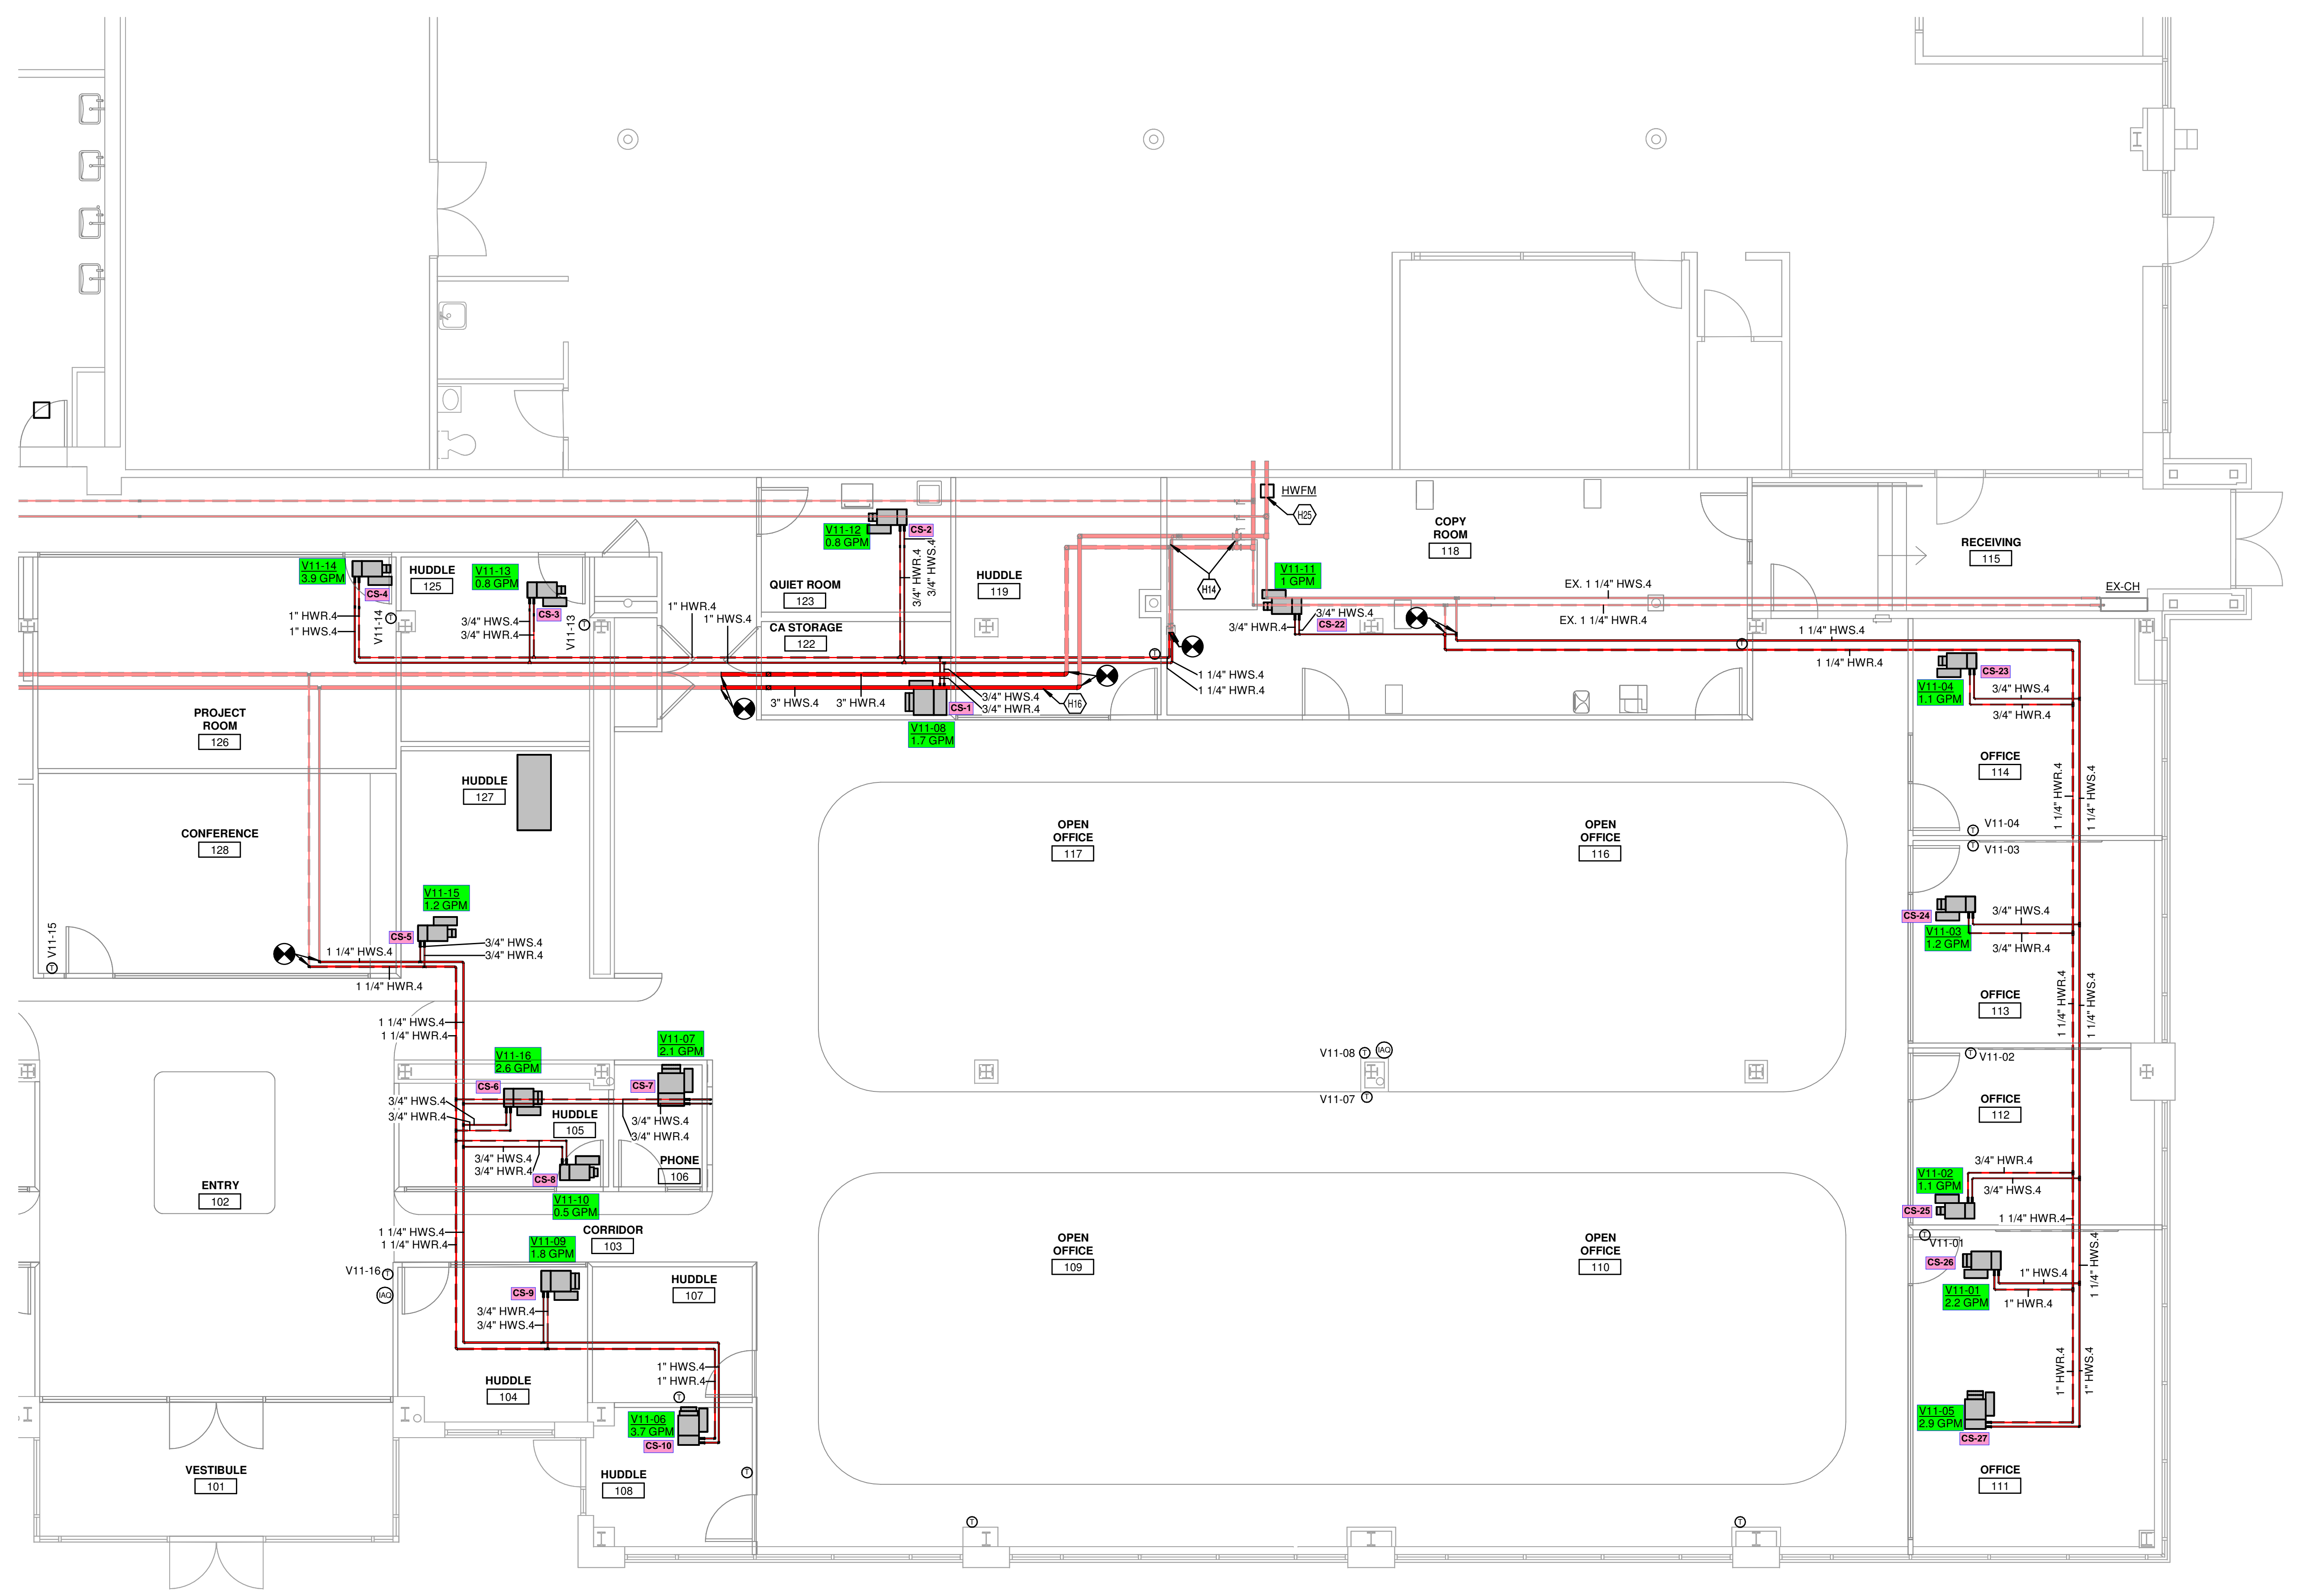 HWFM
H25
V11-12
0.8 GPM
CS-2
3/4" HWR.4
3/4" HWS.4
COPY
ROOM
118
RECEIVING
115
V11-14
3.9 GPM
CS-4
HUDDLE
125
V11-13
0.8 GPM
CS-3
QUIET ROOM
123
HUDDLE
119
H14
V11-11
1 GPM
EX. 1 1/4" HWS.4
EX. 1 1/4" HWR.4
EX-CH
1" HWR.4
1" HWS.4
V11-14
T
3/4" HWS.4
3/4" HWR.4
V11-13
T
1" HWR.4
1" HWS.4
CA STORAGE
122
3/4" HWR.4
3/4" HWS.4
CS-22
T
T
1 1/4" HWS.4
1 1/4" HWR.4
1 1/4" HWS.4
1 1/4" HWR.4
CS-23
V11-04
1.1 GPM
3/4" HWS.4
3/4" HWR.4
3" HWS.4
3" HWR.4
CS-1
3/4" HWS.4
3/4" HWR.4
H16
V11-08
1.7 GPM
PROJECT
ROOM
126
HUDDLE
127
CONFERENCE
128
OFFICE
114
1 1/4" HWR.4
1 1/4" HWS.4
OPEN
OFFICE
117
OPEN
OFFICE
116
T
V11-04
T
V11-03
V11-15
1.2 GPM
CS-5
V11-15
T
1 1/4" HWS.4
1 1/4" HWR.4
3/4" HWS.4
3/4" HWR.4
CS-24
V11-03
1.2 GPM
3/4" HWS.4
3/4" HWR.4
OFFICE
113
1 1/4" HWR.4
1 1/4" HWS.4
1 1/4" HWS.4
1 1/4" HWR.4
V11-16
2.6 GPM
CS-6
V11-07
2.1 GPM
CS-7
V11-08
T
IAQ
V11-07
T
T
V11-02
3/4" HWS.4
3/4" HWR.4
HUDDLE
105
3/4" HWS.4
3/4" HWR.4
OFFICE
112
3/4" HWS.4
3/4" HWR.4
CS-8
PHONE
106
V11-10
0.5 GPM
3/4" HWR.4
3/4" HWS.4
V11-02
1.1 GPM
CS-25
1 1/4" HWR.4
ENTRY
102
1 1/4" HWS.4
1 1/4" HWR.4
CORRIDOR
103
V11-09
1.8 GPM
CS-9
OPEN
OFFICE
109
OPEN
OFFICE
110
T
V11-01
CS-26
1" HWS.4
1" HWR.4
1 1/4" HWS.4
V11-01
2.2 GPM
V11-16
T
IAQ
HUDDLE
107
3/4" HWR.4
3/4" HWS.4
1" HWS.4
1" HWR.4
HUDDLE
104
T
1" HWR.4
1" HWS.4
V11-06
3.7 GPM
CS-10
V11-05
2.9 GPM
CS-27
VESTIBULE
101
HUDDLE
108
T
OFFICE
111
T
T